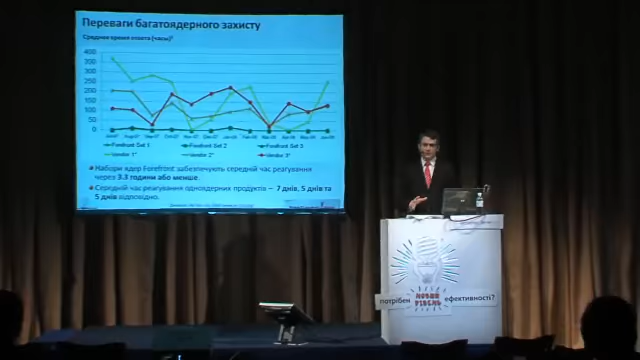 Переваги багатоядерного захисту
Среднее время ответа (часы)¹
400
350
300
250
200
150
100
50
0
Forefront Set 1
Forefront Set 2
Forefront Set 3
Vendor 1*
Vendor 2*
Vendor 3*
Набори ядер Forefront забезпечують середній час реагування
через 3.3 години або менше.
Середній час реагування одноядерних продуктів – 7 днів, 5 днів та
5 днів відповідно.
потрібен
новий
рівень
ефективності?